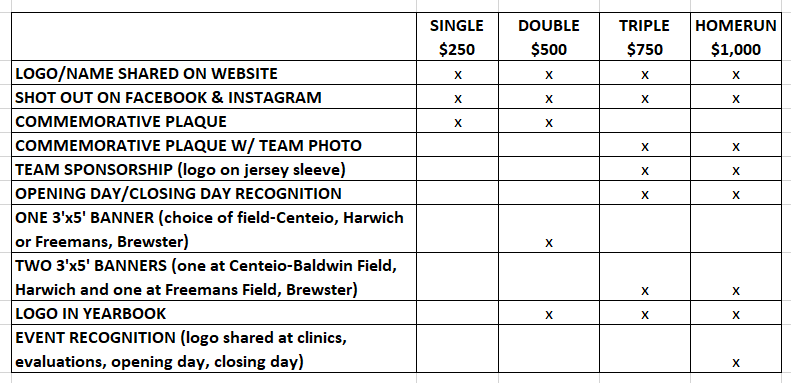 SINGLE DOUBLE TRIPLE HOMERUN
$250 $500 $750 $1,000
LOGO/NAME SHARED ON WEBSITE x x x x
SHOT OUT ON FACEBOOK & INSTAGRAM x x x x
COMMEMORATIVE PLAQUE x x
COMMEMORATIVE PLAQUE W/ TEAM PHOTO x x
TEAM SPONSORSHIP (logo on jersey sleeve) x x
OPENING DAY/CLOSING DAY RECOGNITION x x
ONE 3'x5' BANNER (choice of field-Centeio, Harwich
or Freemans, Brewster) x
TWO 3'x5' BANNERS (one at Centeio-Baldwin Field,
Harwich and one at Freemans Field, Brewster) x x
LOGO IN YEARBOOK x x x
EVENT RECOGNITION (logo shared at clinics,
evaluations, opening day, closing day) x